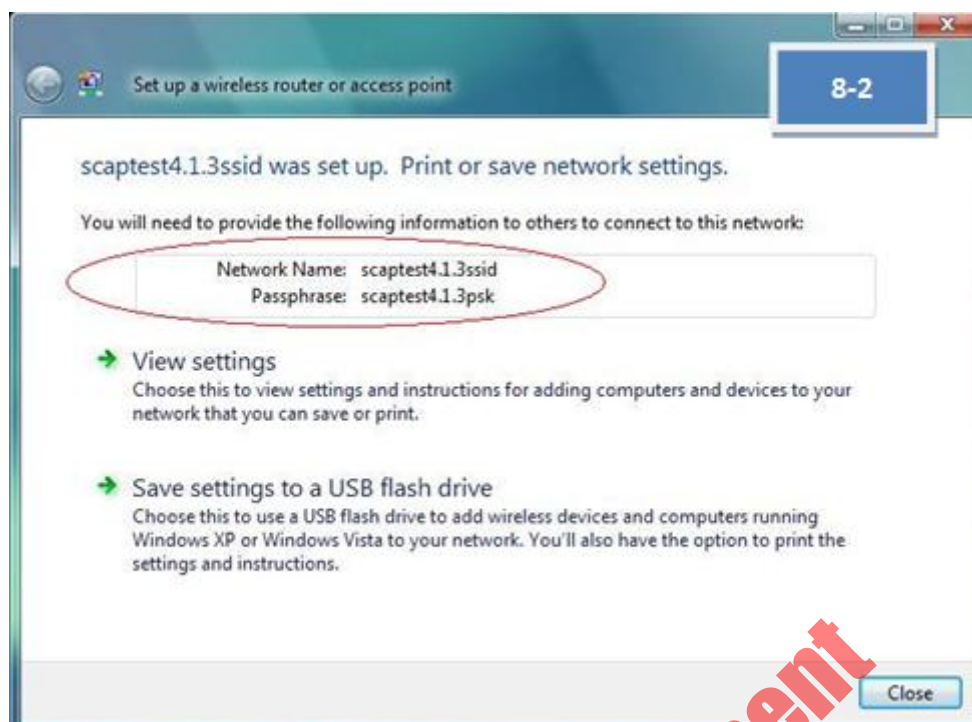 Set up a wireless router or access point
8-2
scaptest4.1.3ssid was set up. Print or save network settings.
You will need to provide the following information to others to connect to this network:
Network Name: scaptest4.1.3ssid
Passphrase: scaptest4.1.3psk
View settings
Choose this to view settings and instructions for adding computers and devices to your
network that you can save or print.
Save settings to a USB flash drive
Choose this to use a USB flash drive to add wireless devices and computers running
Windows XP or Windows Vista to your network. You'll also have the option to print the
settings and instructions.
Close